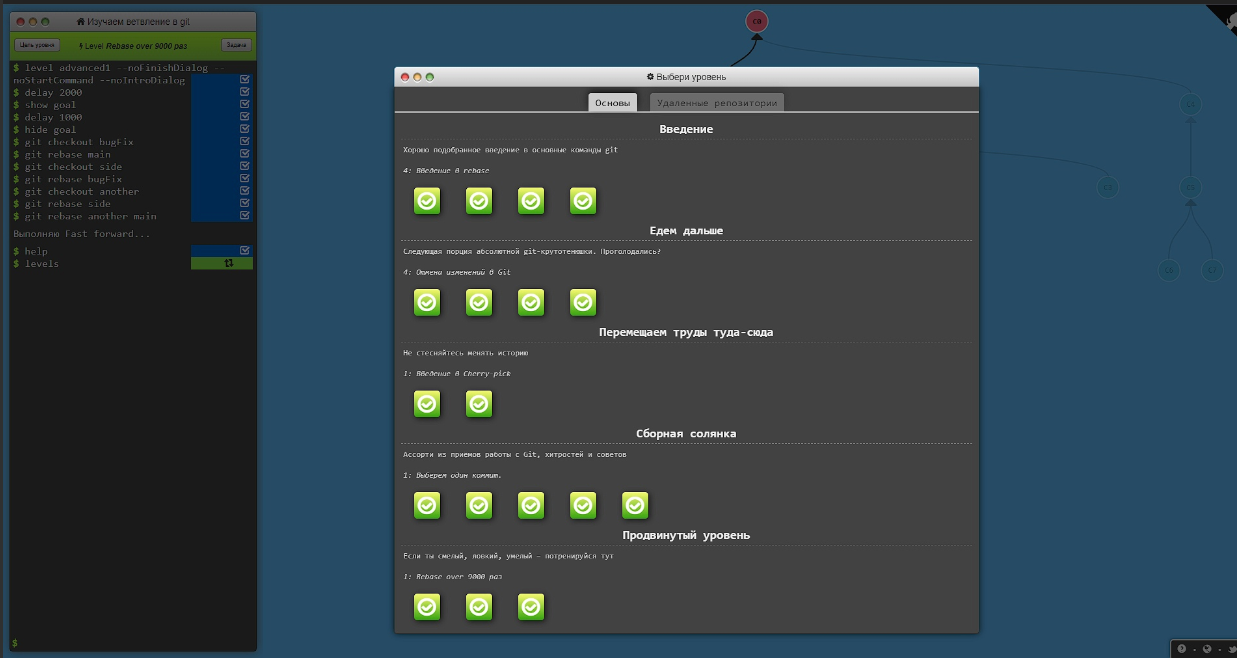 Изучаем ветвление в git
Цель уровня
Level Rebase over 9000 раз
Задача
$ level advanced1 --noFinishDialog --
noStartCommand --noIntroDialog
$ delay 2000
$ show goal
$ delay 1000
$ hide goal
$ git checkout bugFix
$ git rebase main
$ git checkout side
$ git rebase bugFix
$ git checkout another
$ git rebase side
$ git rebase another main
Выполняю Fast forward...
$ help
$ levels
$
C0
Выбери уровень
Основы
Удаленные репозитории
Введение
Хорошо подобранное введение в основные команды git
4: Введение в rebase
Едем дальше
Следующая порция абсолютной git-крутотенюшки. Проголодались?
4: Отмена изменений в Git
Перемещаем труды туда-сюда
Не стесняйтесь менять историю
1: Введение в Cherry-pick
Сборная солянка
Ассорти из приемов работы с Git, хитростей и советов
1: Выберем один коммит.
Продвинутый уровень
Если ты смелый, ловкий, умелый — потренируйся тут
1: Rebase over 9000 раз
C7